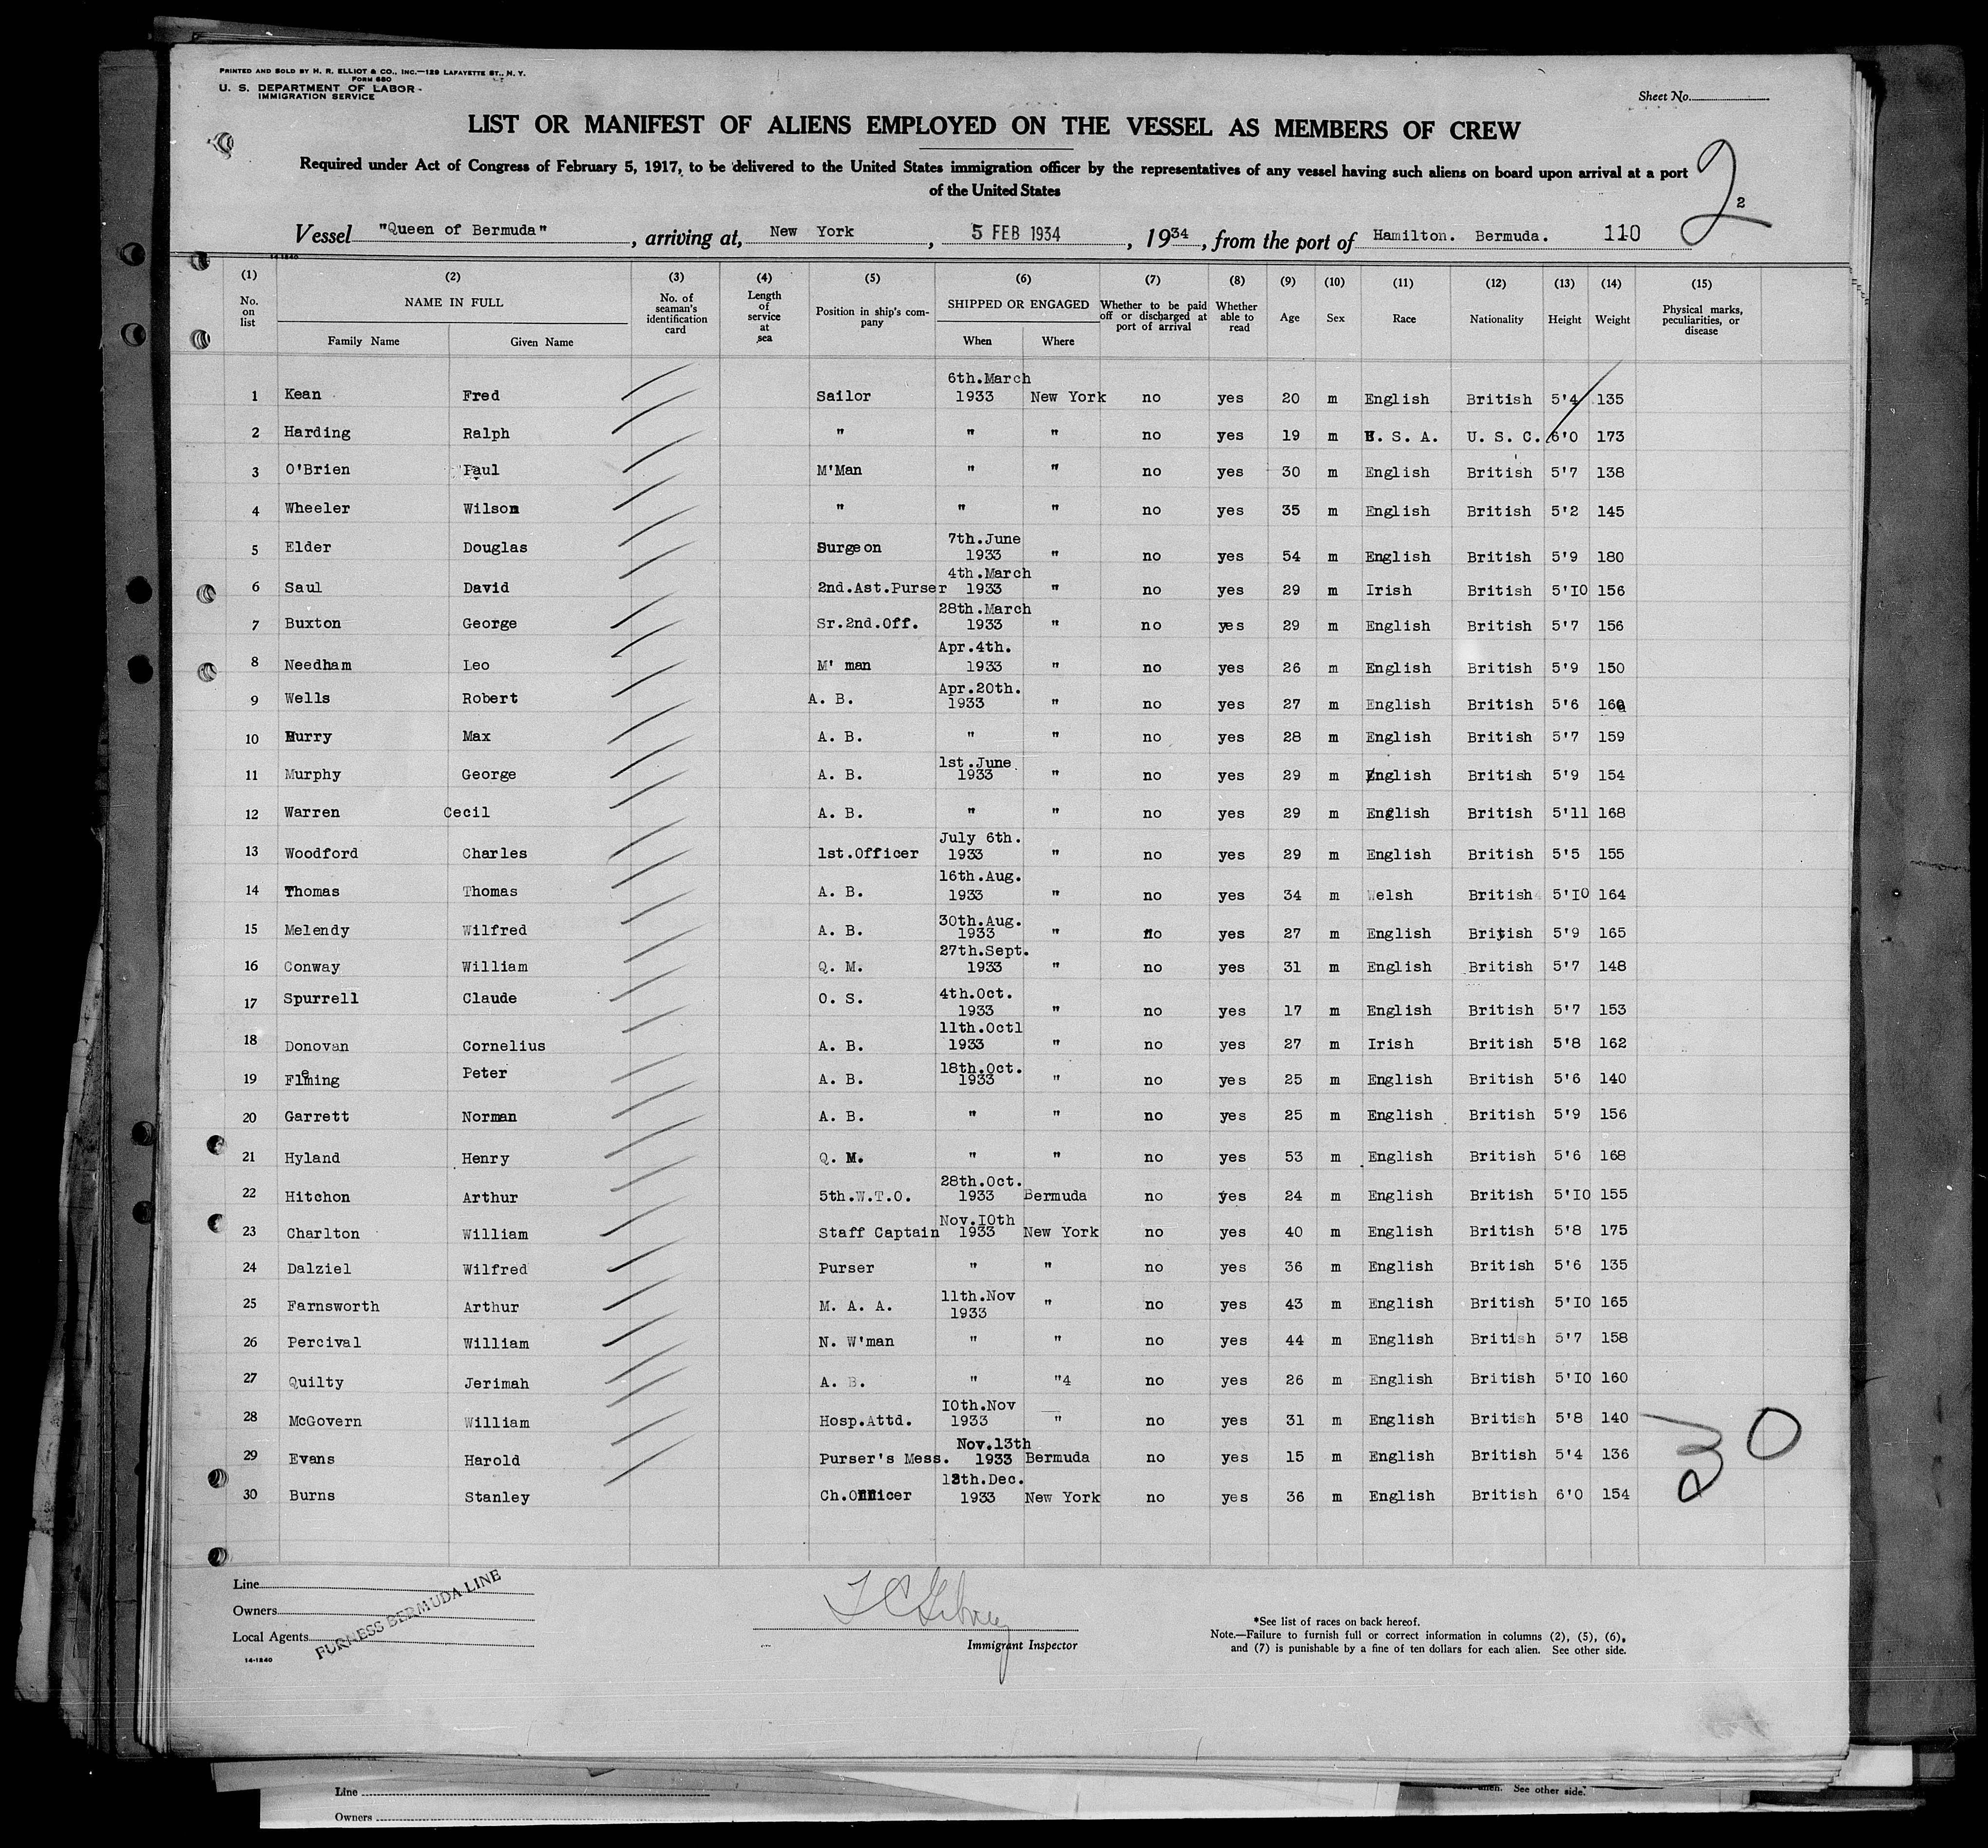 PRINTED AND SOLD BY H. R. ELLIOT & CO., INC.—129 LAFAYETTE ST., N. Y.
FORM 680
U. S. DEPARTMENT OF LABOR
IMMIGRATION SERVICE
Sheet No.
LIST OR MANIFEST OF ALIENS EMPLOYED ON THE VESSEL AS MEMBERS OF CREW
Required under Act of Congress of February 5, 1917, to be delivered to the United States immigration officer by the representatives of any vessel having such aliens on board upon arrival at a port
of the United States
2
2
Vessel "Queen of Bermuda", arriving at, New York, 5 FEB 1934, 1934, from the port of Hamilton. Bermuda. 110
14-1240
(1) (2) (3) (4) (5) (6) (7) (8) (9) (10) (11) (12) (13) (14) (15)
No. on list NAME IN FULL Family Name Given Name No. of seaman's identification card Length of service at sea Position in ship's company SHIPPED OR ENGAGED When Where Whether to be paid off or discharged at port of arrival Whether able to read Age Sex Race Nationality Height Weight Physical marks, peculiarities, or disease
1 Kean Fred Sailor 6th.March 1933 New York no yes 20 m English British 5'4 135
2 Harding Ralph " " " no yes 19 m U. S. A. U. S. C. 6'0 173
3 O'Brien Paul M'Man " " no yes 30 m English British 5'7 138
4 Wheeler Wilson " " " no yes 35 m English British 5'2 145
5 Elder Douglas Surgeon 7th.June 1933 " no yes 54 m English British 5'9 180
6 Saul David 2nd.Ast.Purser 4th.March 1933 " no yes 29 m Irish British 5'10 156
7 Buxton George Sr.2nd.Off. 28th.March 1933 " no yes 29 m English British 5'7 156
8 Needham Leo M' man Apr.4th. 1933 " no yes 26 m English British 5'9 150
9 Wells Robert A. B. Apr.20th. 1933 " no yes 27 m English British 5'6 160
10 Hurry Max A. B. " " no yes 28 m English British 5'7 159
11 Murphy George A. B. 1st.June 1933 " no yes 29 m English British 5'9 154
12 Warren Cecil A. B. " " no yes 29 m English British 5'11 168
13 Woodford Charles 1st.Officer July 6th. 1933 " no yes 29 m English British 5'5 155
14 Thomas Thomas A. B. 16th.Aug. 1933 " no yes 34 m Welsh British 5'10 164
15 Melendy Wilfred A. B. 30th.Aug. 1933 " no yes 27 m English British 5'9 165
16 Conway William Q. M. 27th.Sept. 1933 " no yes 31 m English British 5'7 148
17 Spurrell Claude O. S. 4th.Oct. 1933 " no yes 17 m English British 5'7 153
18 Donovan Cornelius A. B. 11th.Octl 1933 " no yes 27 m Irish British 5'8 162
19 Fleming Peter A. B. 18th.Oct. 1933 " no yes 25 m English British 5'6 140
20 Garrett Norman A. B. " " no yes 25 m English British 5'9 156
21 Hyland Henry Q. M. " " no yes 53 m English British 5'6 168
22 Hitchon Arthur 5th.W.T.O. 28th.Oct. 1933 Bermuda no yes 24 m English British 5'10 155
23 Charlton William Staff Captain Nov.10th 1933 New York no yes 40 m English British 5'8 175
24 Dalziel Wilfred Purser " " no yes 36 m English British 5'6 135
25 Farnsworth Arthur M. A. A. 11th.Nov 1933 " no yes 43 m English British 5'10 165
26 Percival William N. W'man " " no yes 44 m English British 5'7 158
27 Quilty Jerimah A. B. " "4 no yes 26 m English British 5'10 160
28 McGovern William Hosp.Attd. 10th.Nov 1933 " no yes 31 m English British 5'8 140
29 Evans Harold Purser's Mess. Nov.13th 1933 Bermuda no yes 15 m English British 5'4 136
30 Burns Stanley Ch.Officer 13th.Dec. 1933 New York no yes 36 m English British 6'0 154
30
Line
Owners
Local Agents
FURNESS BERMUDA LINE
14-1240
Immigrant Inspector
*See list of races on back hereof.
Note.—Failure to furnish full or correct information in columns (2), (5), (6),
and (7) is punishable by a fine of ten dollars for each alien. See other side.
Line
Owners
alien. See other side.